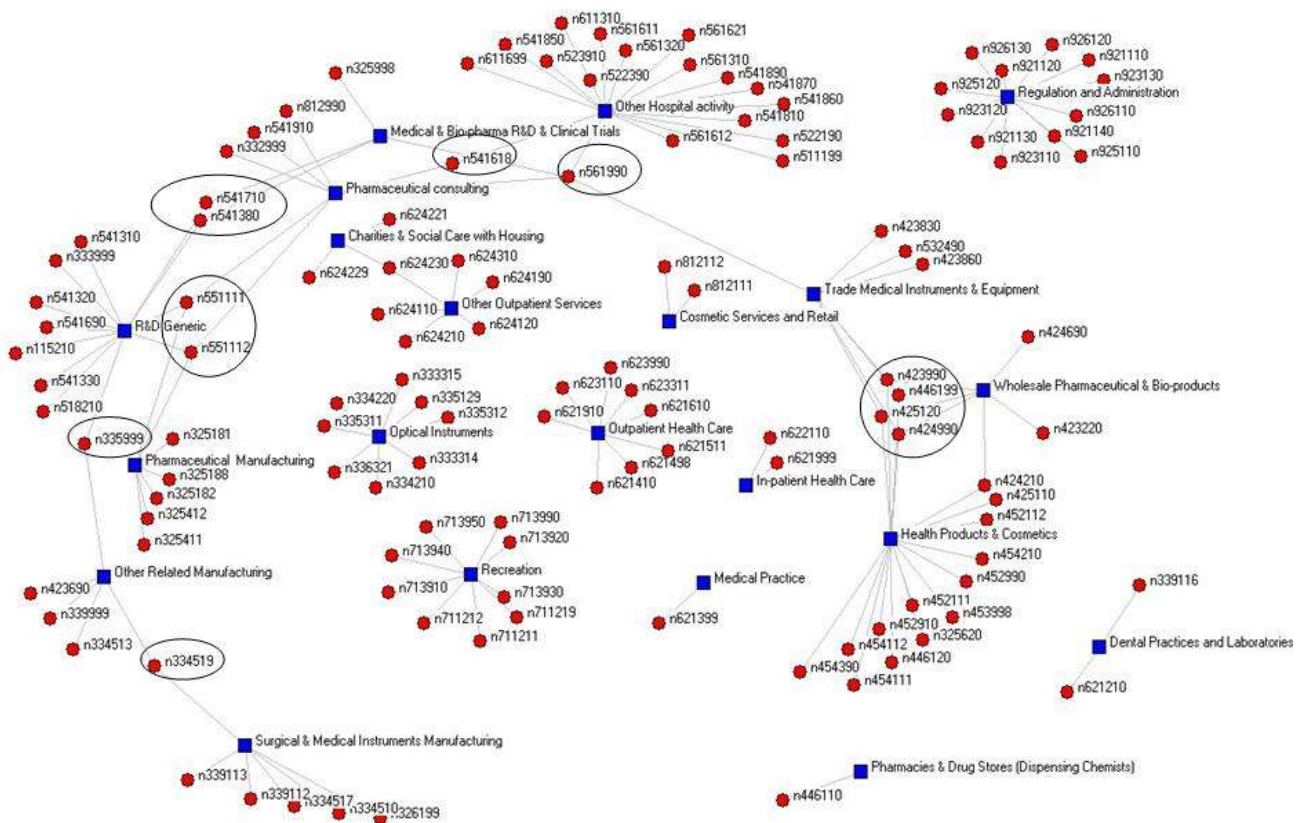 n611310
n561611
n561621
n541850
n561320
n611699
n523910
n561310
n522390
n541890
n541870
n541860
Other Hospital activity
n541810
n561612
n522190
n511199
n926130
n926120
n921120
n921110
n925120
n923130
Regulation and Administration
n923120
n926110
n921130
n921140
n923110
n925110
n325998
n812990
n541910
n332999
Medical & Bio-pharma R&D & Clinical Trials
n541618
n561990
Pharmaceutical consulting
n541710
n541380
n624221
Charities & Social Care with Housing
n624230
n624310
n624229
n624190
n624110
Other Outpatient Services
n624120
n624210
n423830
n532490
n423860
n812112
n812111
Trade Medical Instruments & Equipment
Cosmetic Services and Retail
n541310
n333999
n541320
n551111
n541690
R&D Generic
n115210
n551112
n541330
n518210
n335999
n424690
n423990
n446199
Wholesale Pharmaceutical & Bio-products
n425120
n424990
n423220
n333315
n334220
n335129
n335311
n335312
Optical Instruments
n336321
n333314
n334210
n623990
n623110
n623311
n621910
n621610
Outpatient Health Care
n621511
n621498
n621410
n622110
n621999
In-patient Health Care
n325181
Pharmaceutical Manufacturing
n325188
n325182
n325412
n325411
n424210
n425110
n452112
Health Products & Cosmetics
n454210
n452990
n452111
n453998
n452910
n325620
n454112
n446120
n454390
n454111
n713950
n713990
n713940
n713920
Recreation
n713910
n713930
n711212
n711219
n711211
Medical Practice
n621399
Other Related Manufacturing
n423690
n339999
n334513
n334519
n339116
Dental Practices and Laboratories
n621210
Surgical & Medical Instruments Manufacturing
n339113
n339112
n334517
n334510
n326199
Pharmacies & Drug Stores (Dispensing Chemists)
n446110